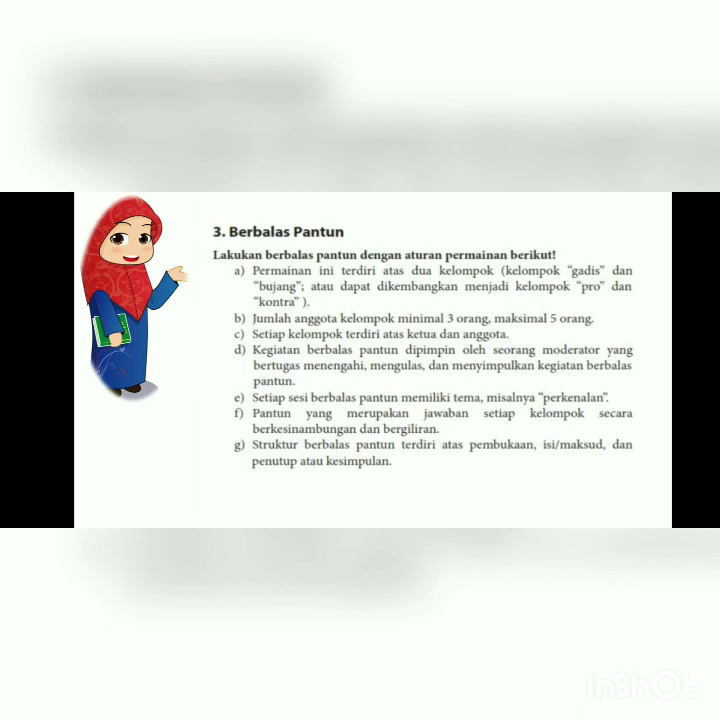 3. Berbalas Pantun
Lakukan berbalas pantun dengan aturan permainan berikut!
a) Permainan ini terdiri atas dua kelompok (kelompok “gadis” dan
“bujang”; atau dapat dikembangkan menjadi kelompok “pro” dan
“kontra” ).
b) Jumlah anggota kelompok minimal 3 orang, maksimal 5 orang.
c) Setiap kelompok terdiri atas ketua dan anggota.
d) Kegiatan berbalas pantun dipimpin oleh seorang moderator yang
bertugas menengahi, mengulas, dan menyimpulkan kegiatan berbalas
pantun.
e) Setiap sesi berbalas pantun memiliki tema, misalnya “perkenalan”.
f) Pantun yang merupakan jawaban setiap kelompok secara
berkesinambungan dan bergiliran.
g) Struktur berbalas pantun terdiri atas pembukaan, isi/maksud, dan
penutup atau kesimpulan.
InShOt